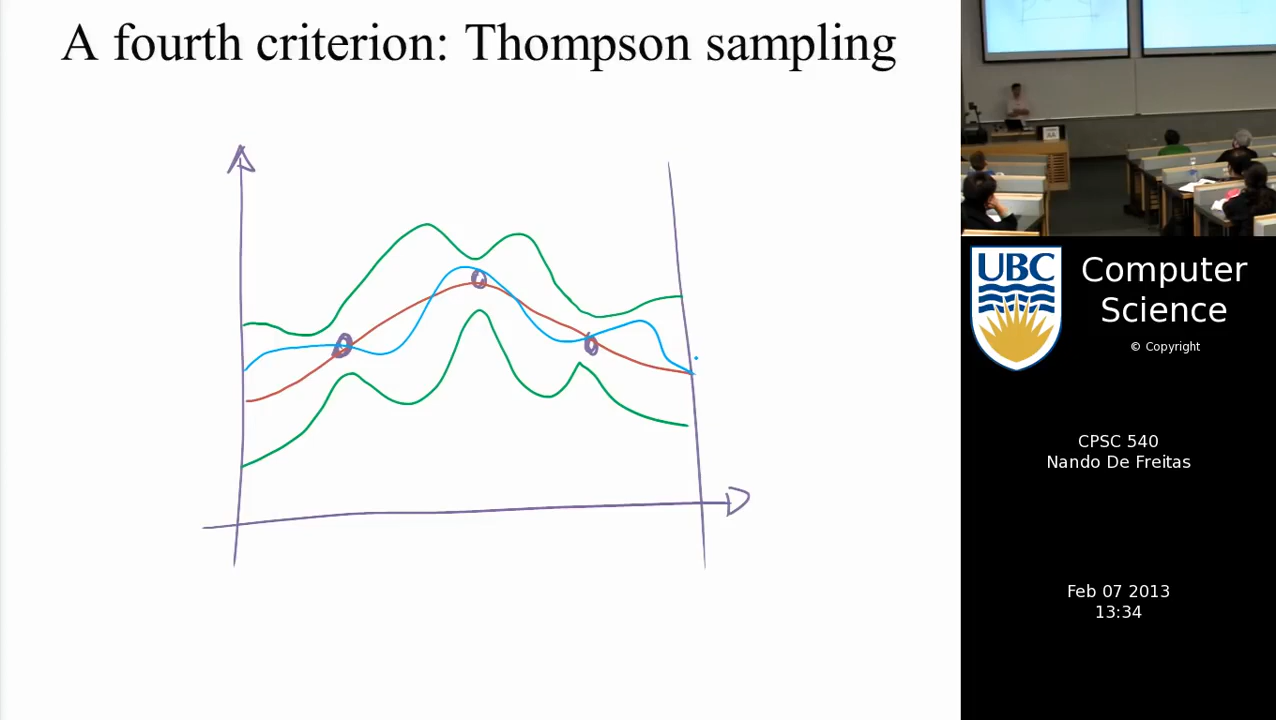 A fourth criterion: Thompson sampling
UBC
Computer
Science
© Copyright
CPSC 540
Nando De Freitas
Feb 07 2013
13:34